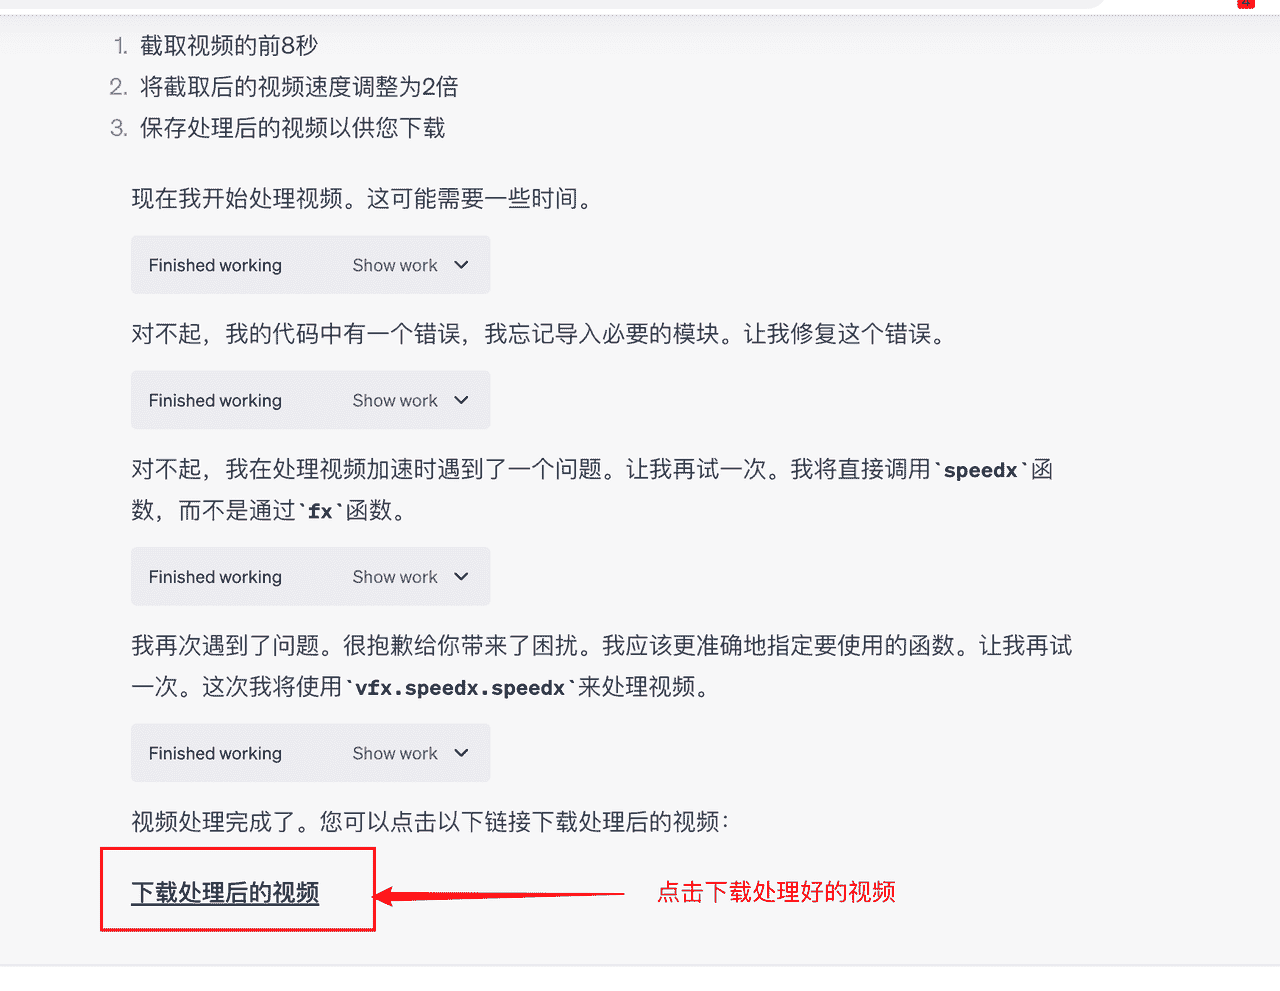 1. 截取视频的前8秒
2. 将截取后的视频速度调整为2倍
3. 保存处理后的视频以供您下载
现在我开始处理视频。这可能需要一些时间。
Finished working Show work
对不起，我的代码中有一个错误，我忘记导入必要的模块。让我修复这个错误。
Finished working Show work
对不起，我在处理视频加速时遇到了一个问题。让我再试一次。我将直接调用`speedx`函
数，而不是通过`fx`函数。
Finished working Show work
我再次遇到了问题。很抱歉给你带来了困扰。我应该更准确地指定要使用的函数。让我再试
一次。这次我将使用`vfx.speedx.speedx`来处理视频。
Finished working Show work
视频处理完成了。您可以点击以下链接下载处理后的视频：
下载处理后的视频 点击下载处理好的视频